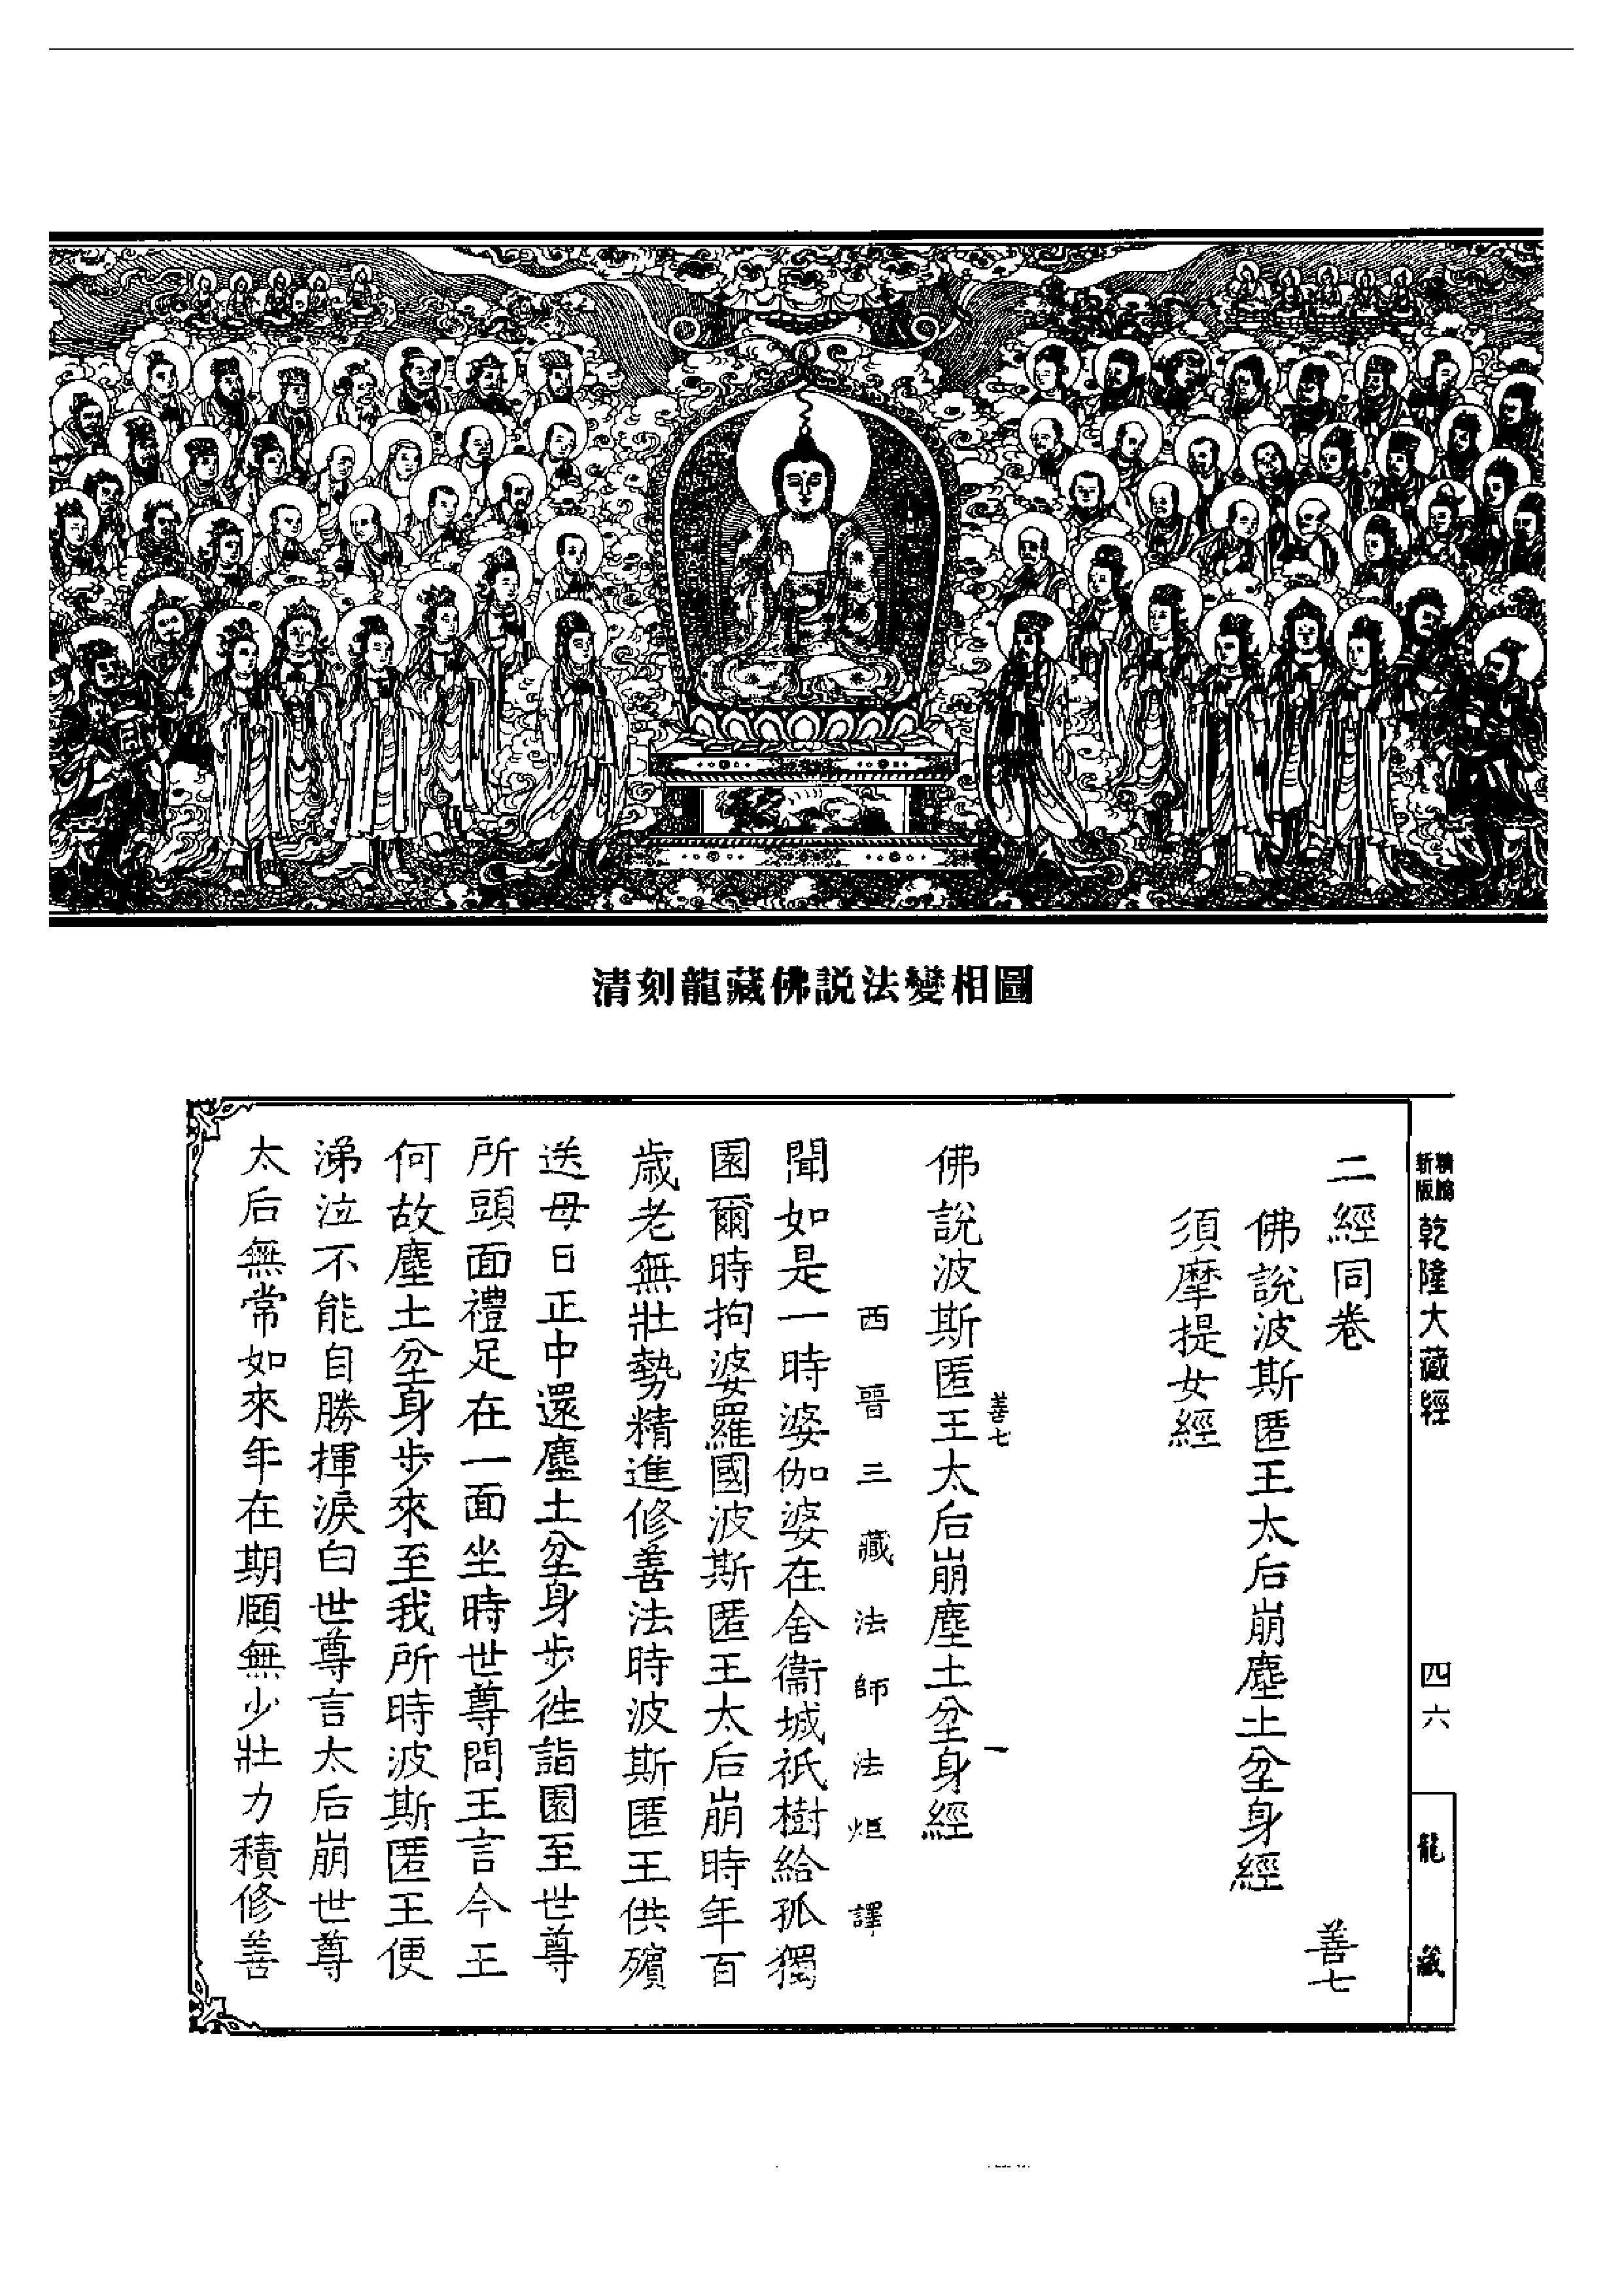 清刻龍藏佛説法變相圖
精縮新版
乾隆大藏經
四六
龍藏
二經同卷
善七
佛說波斯匿王太后崩塵土坌身經
須摩提女經
善七
一
佛說波斯匿王太后崩塵土坌身經
西晉三藏法師法炬譯
聞如是一時婆伽婆在舍衞城祇樹給孤獨
園爾時拘婆羅國波斯匿王太后崩時年百
歳老無壯勢精進修善法時波斯匿王供殯
送母日正中還塵土坌身步徃詣園至世尊
所頭面禮足在一面坐時世尊問王言今王
何故塵土坌身步來至我所時波斯匿王便
涕泣不能自勝揮淚白世尊言太后崩世尊
太后無常如來年在期頤無少壯力積修善